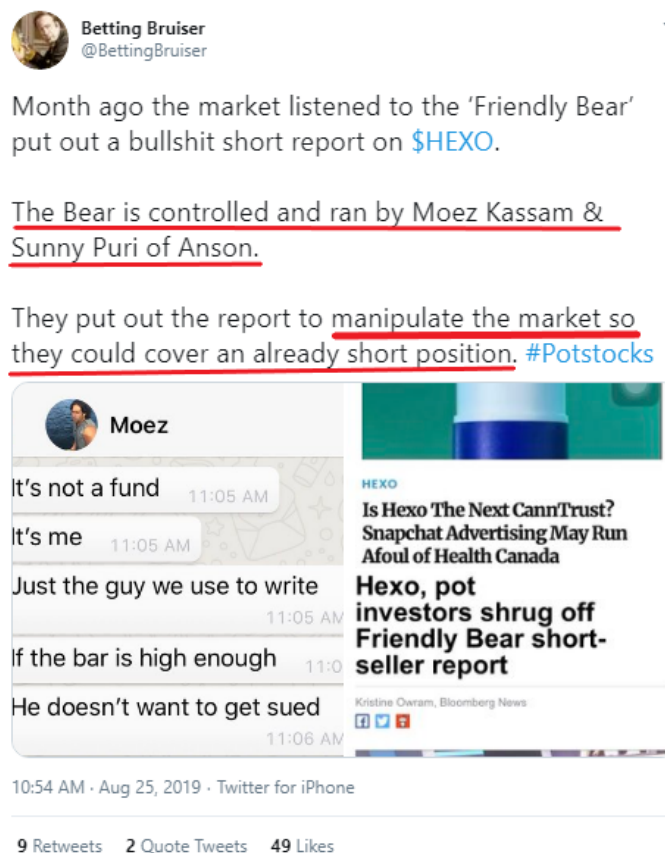 Betting Bruiser
@BettingBruiser
Month ago the market listened to the ‘Friendly Bear’
put out a bullshit short report on $HEXO.
The Bear is controlled and ran by Moez Kassam &
Sunny Puri of Anson.
They put out the report to manipulate the market so
they could cover an already short position. #Potstocks
Moez
It’s not a fund 11:05 AM
It’s me 11:05 AM
Just the guy we use to write
11:05 AM
If the bar is high enough 11:0
He doesn’t want to get sued
11:06 AM
HEXO
Is Hexo The Next CannTrust?
Snapchat Advertising May Run
Afoul of Health Canada
Hexo, pot
investors shrug off
Friendly Bear short-
seller report
Kristine Owram, Bloomberg News
10:54 AM · Aug 25, 2019 · Twitter for iPhone
9 Retweets 2 Quote Tweets 49 Likes